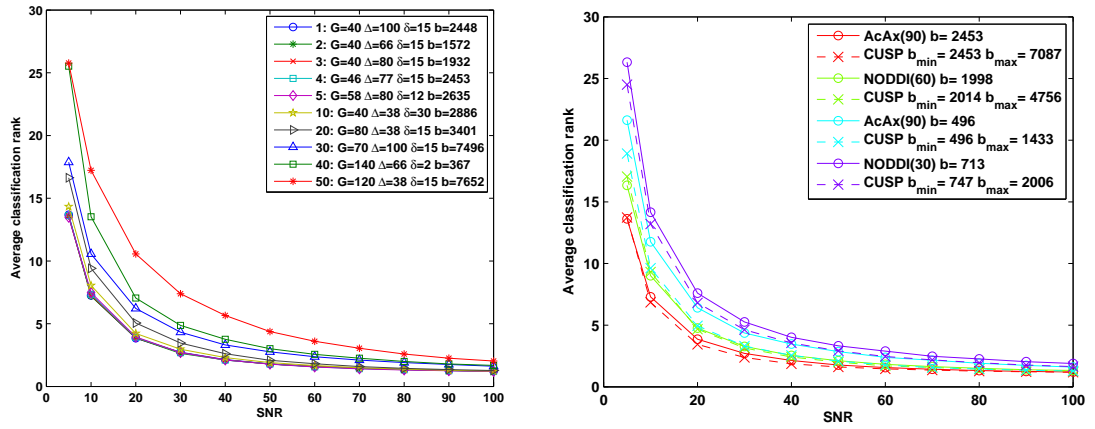 Average classification rank
30
25
20
15
10
5
0
0 10 20 30 40 50 60 70 80 90 100
SNR
1: G=40 Δ=100 δ=15 b=2448
2: G=40 Δ=66 δ=15 b=1572
3: G=40 Δ=80 δ=15 b=1932
4: G=46 Δ=77 δ=15 b=2453
5: G=58 Δ=80 δ=12 b=2635
10: G=40 Δ=38 δ=30 b=2886
20: G=80 Δ=38 δ=15 b=3401
30: G=70 Δ=100 δ=15 b=7496
40: G=140 Δ=66 δ=2 b=367
50: G=120 Δ=38 δ=15 b=7652
Average classification rank
30
25
20
15
10
5
0
0 20 40 60 80 100
SNR
AcAx(90) b= 2453
CUSP b_min = 2453 b_max = 7087
NODDI(60) b= 1998
CUSP b_min = 2014 b_max = 4756
AcAx(90) b= 496
CUSP b_min = 496 b_max = 1433
NODDI(30) b= 713
CUSP b_min = 747 b_max = 2006